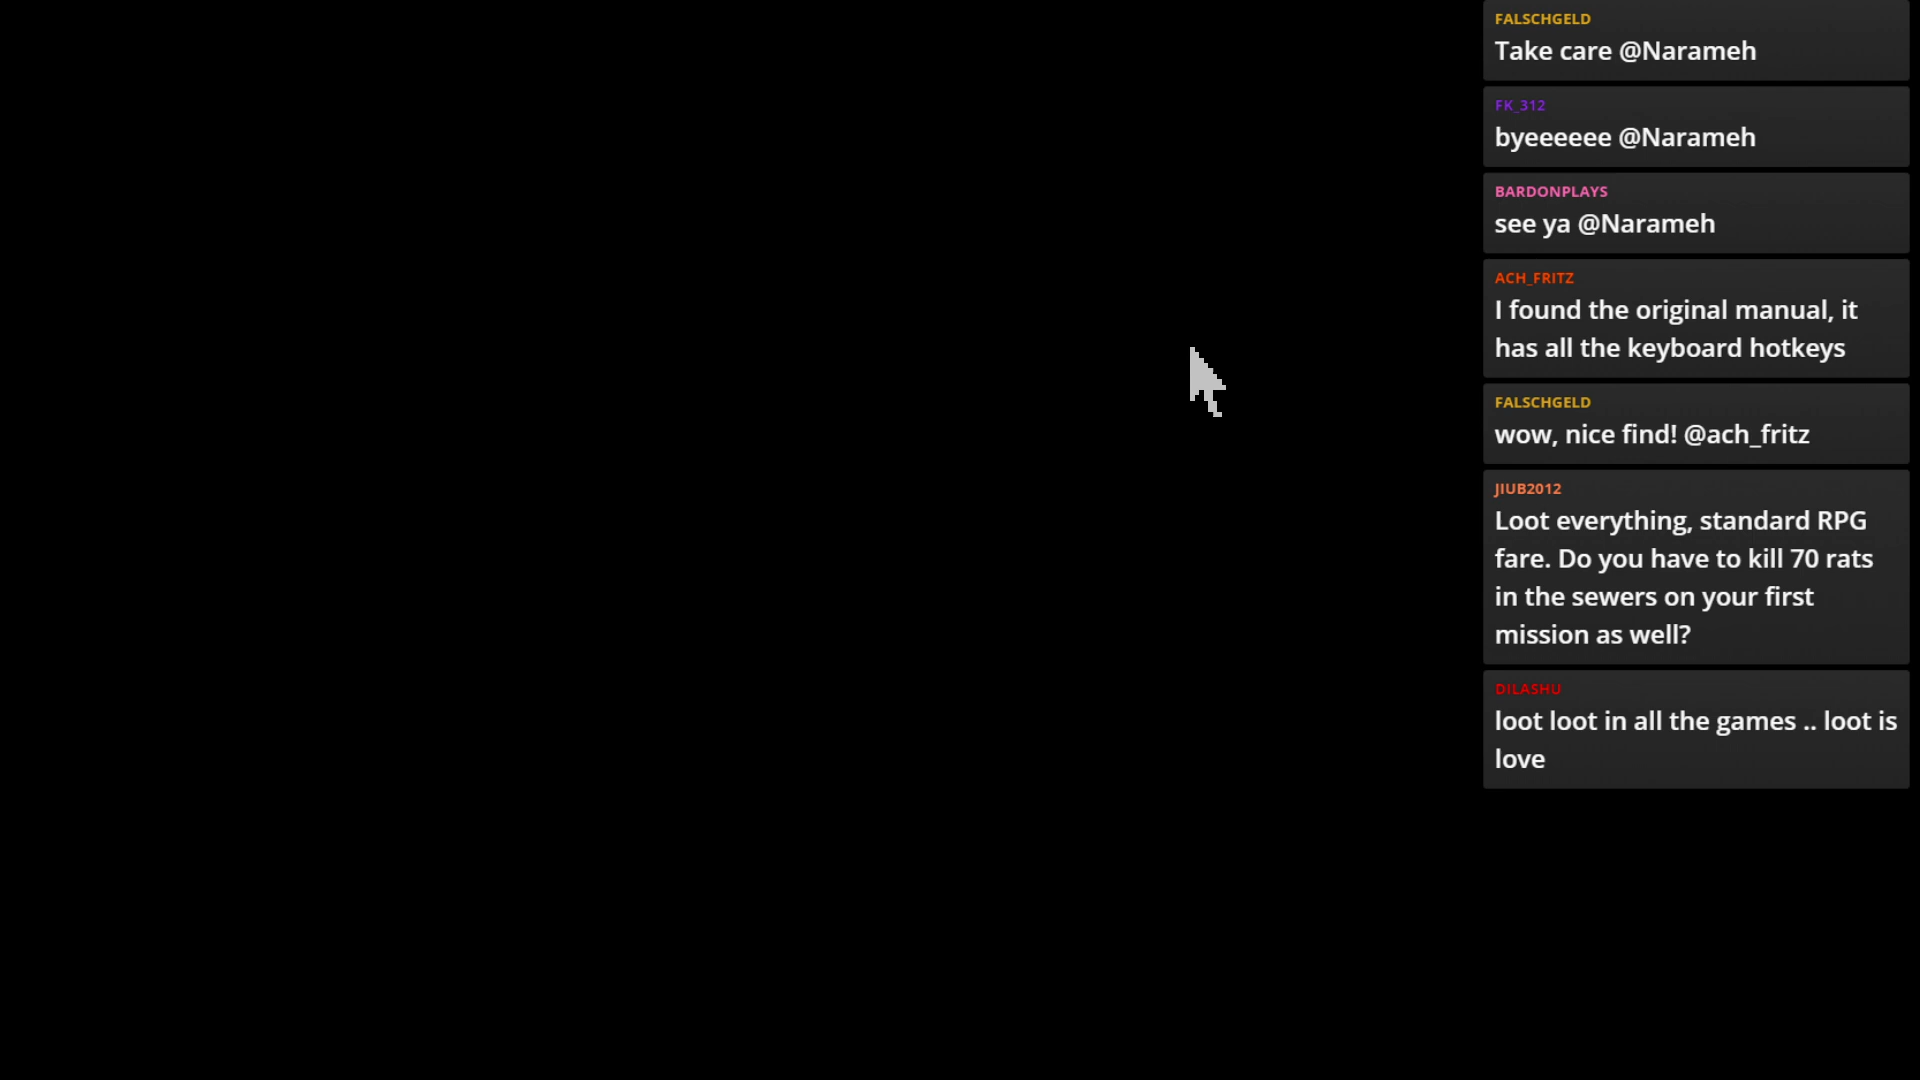 FALSCHGELD
Take care @Narameh
FK_312
byeeeeee @Narameh
BARDONPLAYS
see ya @Narameh
ACH_FRITZ
I found the original manual, it
has all the keyboard hotkeys
FALSCHGELD
wow, nice find! @ach_fritz
JIUB2012
Loot everything, standard RPG
fare. Do you have to kill 70 rats
in the sewers on your first
mission as well?
DILASHU
loot loot in all the games .. loot is
love